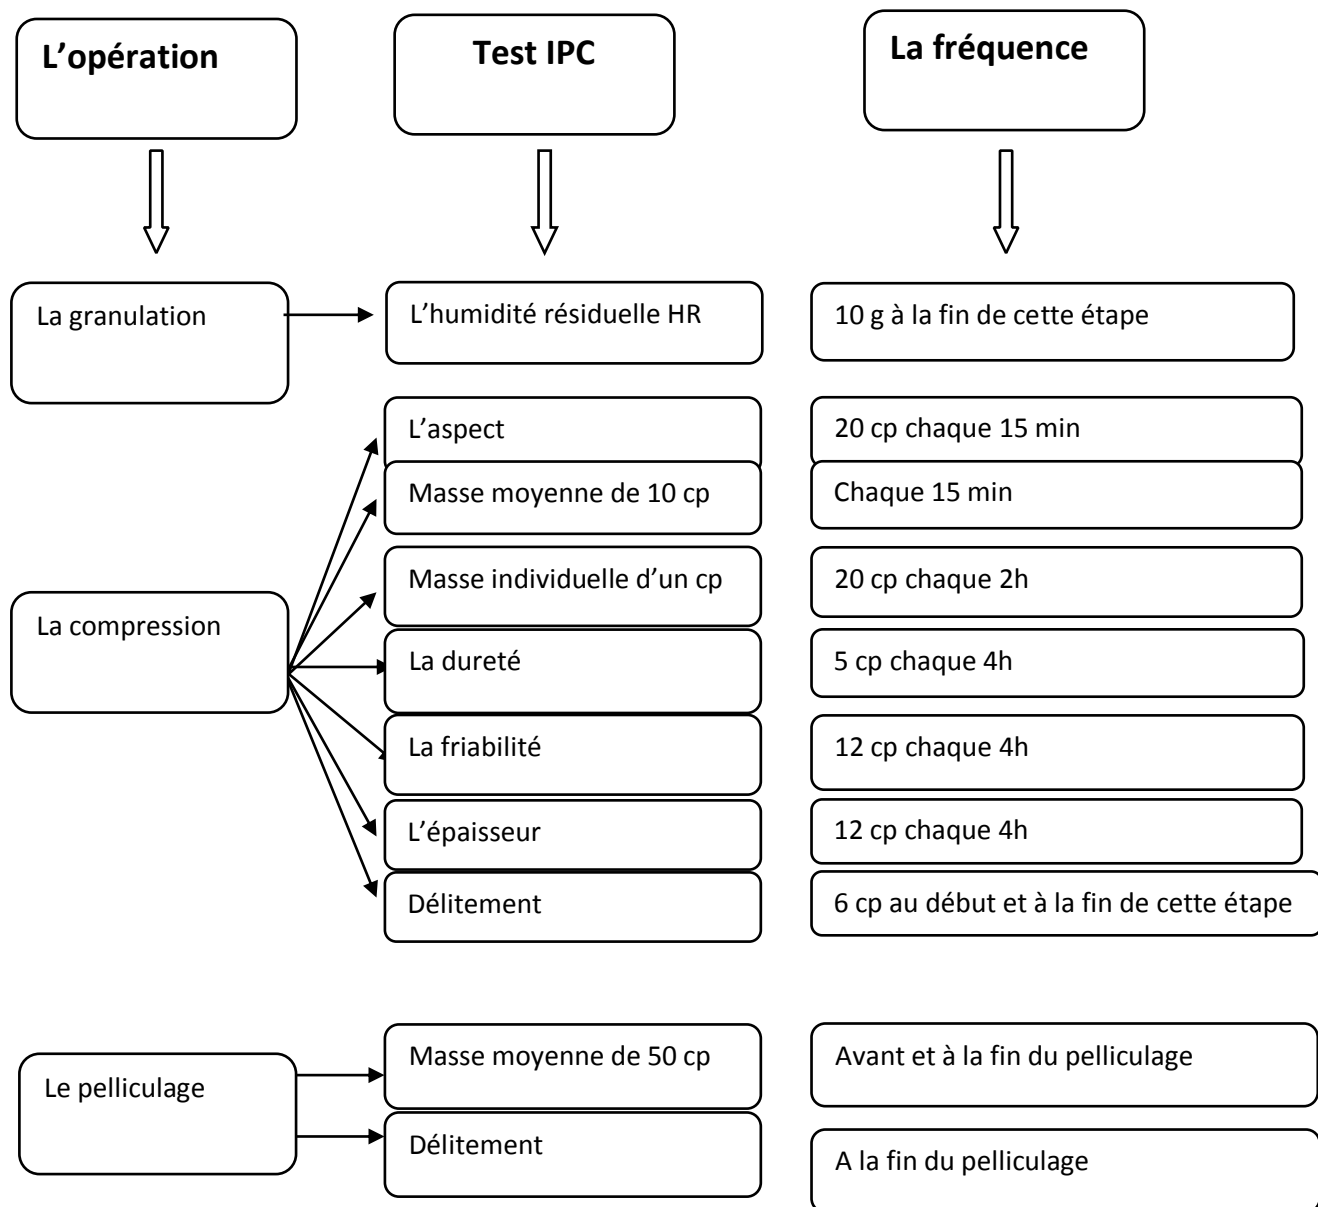 L’opération
Test IPC
La fréquence
La granulation
L’humidité résiduelle HR
10 g à la fin de cette étape
L’aspect
20 cp chaque 15 min
Masse moyenne de 10 cp
Chaque 15 min
Masse individuelle d’un cp
20 cp chaque 2h
La compression
La dureté
5 cp chaque 4h
La friabilité
12 cp chaque 4h
L’épaisseur
12 cp chaque 4h
Délitement
6 cp au début et à la fin de cette étape
Le pelliculage
Masse moyenne de 50 cp
Avant et à la fin du pelliculage
Délitement
A la fin du pelliculage